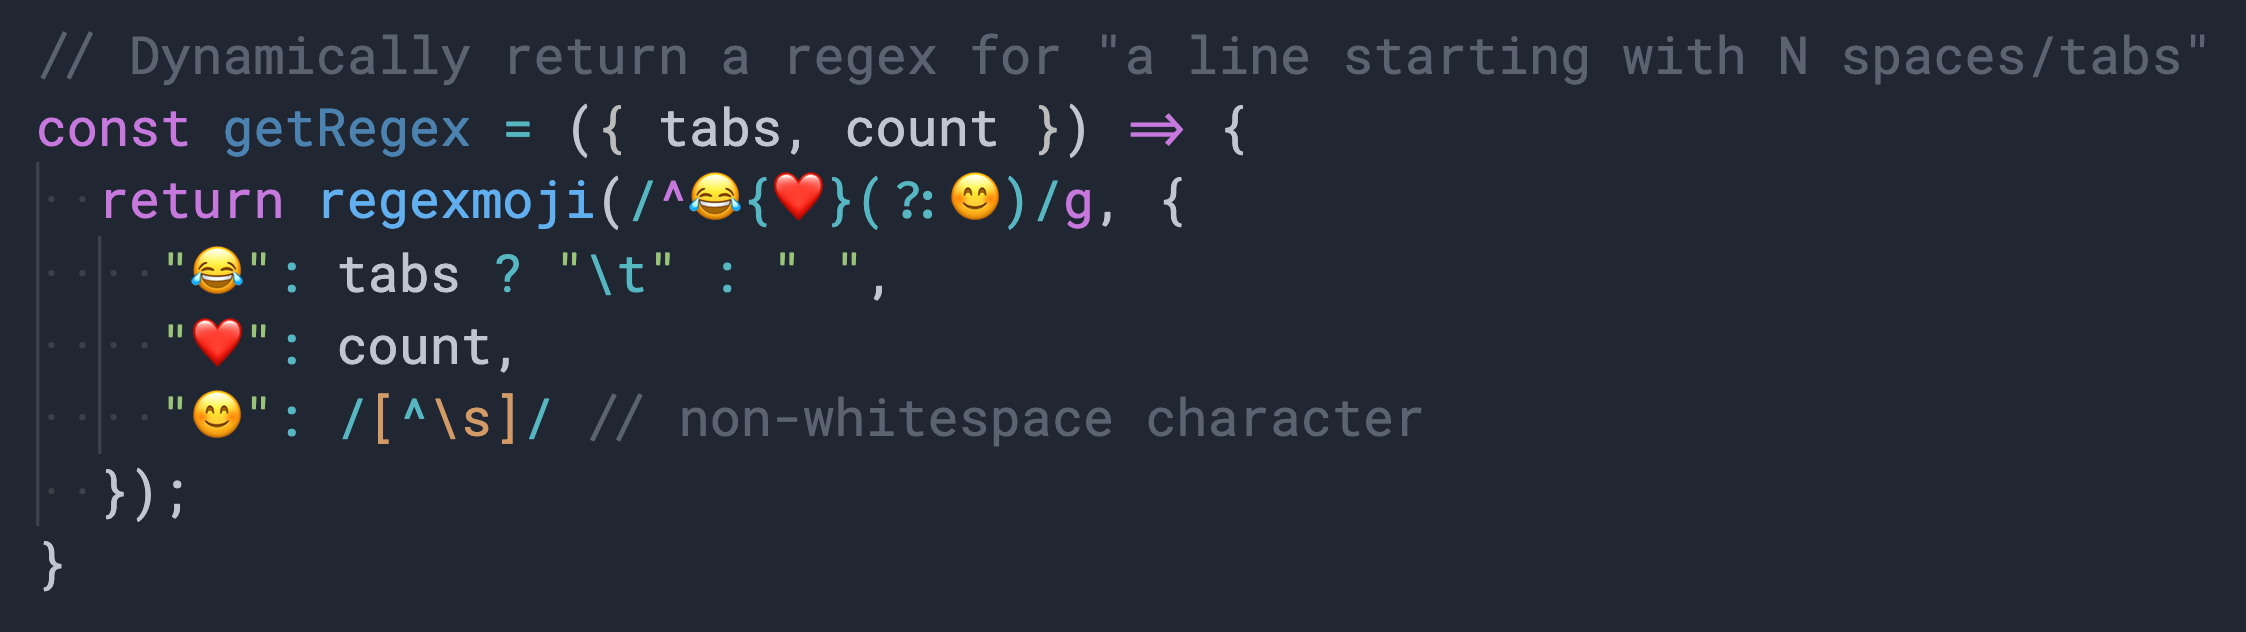 // Dynamically return a regex for "a line starting with N spaces/tabs"
const getRegex = ({ tabs, count }) => {
  return regexmoji(/^😂{❤️}(?:😊)/g, {
    "😂": tabs ? "\t" : " ",
    "❤️": count,
    "😊": /[^\s]/ // non-whitespace character
  });
}